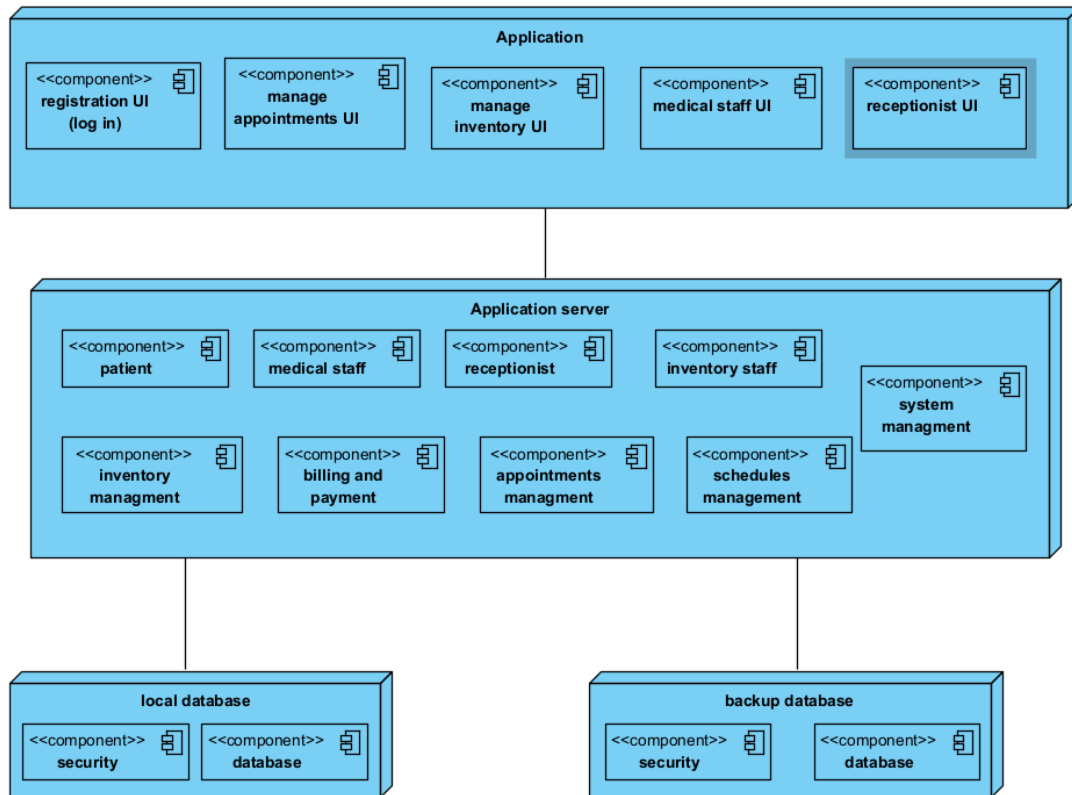 Application
<<component>>
registration UI
(log in)
<<component>>
manage
appointments UI
<<component>>
manage
inventory UI
<<component>>
medical staff UI
<<component>>
receptionist UI
Application server
<<component>>
patient
<<component>>
medical staff
<<component>>
receptionist
<<component>>
inventory staff
<<component>>
system
managment
<<component>>
inventory
managment
<<component>>
billing and
payment
<<component>>
appointments
managment
<<component>>
schedules
management
local database
<<component>>
security
<<component>>
database
backup database
<<component>>
security
<<component>>
database